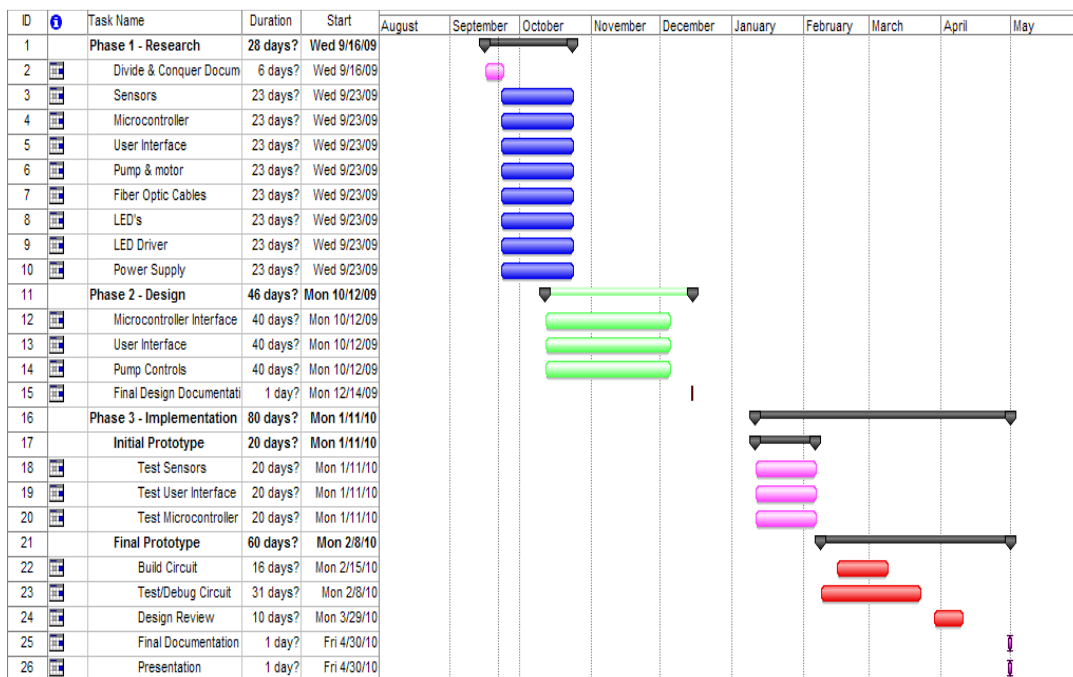 ID Task Name Duration Start August September October November December January February March April May
1 Phase 1 - Research 28 days? Wed 9/16/09
2 Divide & Conquer Docum 6 days? Wed 9/16/09
3 Sensors 23 days? Wed 9/23/09
4 Microcontroller 23 days? Wed 9/23/09
5 User Interface 23 days? Wed 9/23/09
6 Pump & motor 23 days? Wed 9/23/09
7 Fiber Optic Cables 23 days? Wed 9/23/09
8 LED's 23 days? Wed 9/23/09
9 LED Driver 23 days? Wed 9/23/09
10 Power Supply 23 days? Wed 9/23/09
11 Phase 2 - Design 46 days? Mon 10/12/09
12 Microcontroller Interface 40 days? Mon 10/12/09
13 User Interface 40 days? Mon 10/12/09
14 Pump Controls 40 days? Mon 10/12/09
15 Final Design Documentati 1 day? Mon 12/14/09
16 Phase 3 - Implementation 80 days? Mon 1/11/10
17 Initial Prototype 20 days? Mon 1/11/10
18 Test Sensors 20 days? Mon 1/11/10
19 Test User Interface 20 days? Mon 1/11/10
20 Test Microcontroller 20 days? Mon 1/11/10
21 Final Prototype 60 days? Mon 2/8/10
22 Build Circuit 16 days? Mon 2/15/10
23 Test/Debug Circuit 31 days? Mon 2/8/10
24 Design Review 10 days? Mon 3/29/10
25 Final Documentation 1 day? Fri 4/30/10
26 Presentation 1 day? Fri 4/30/10